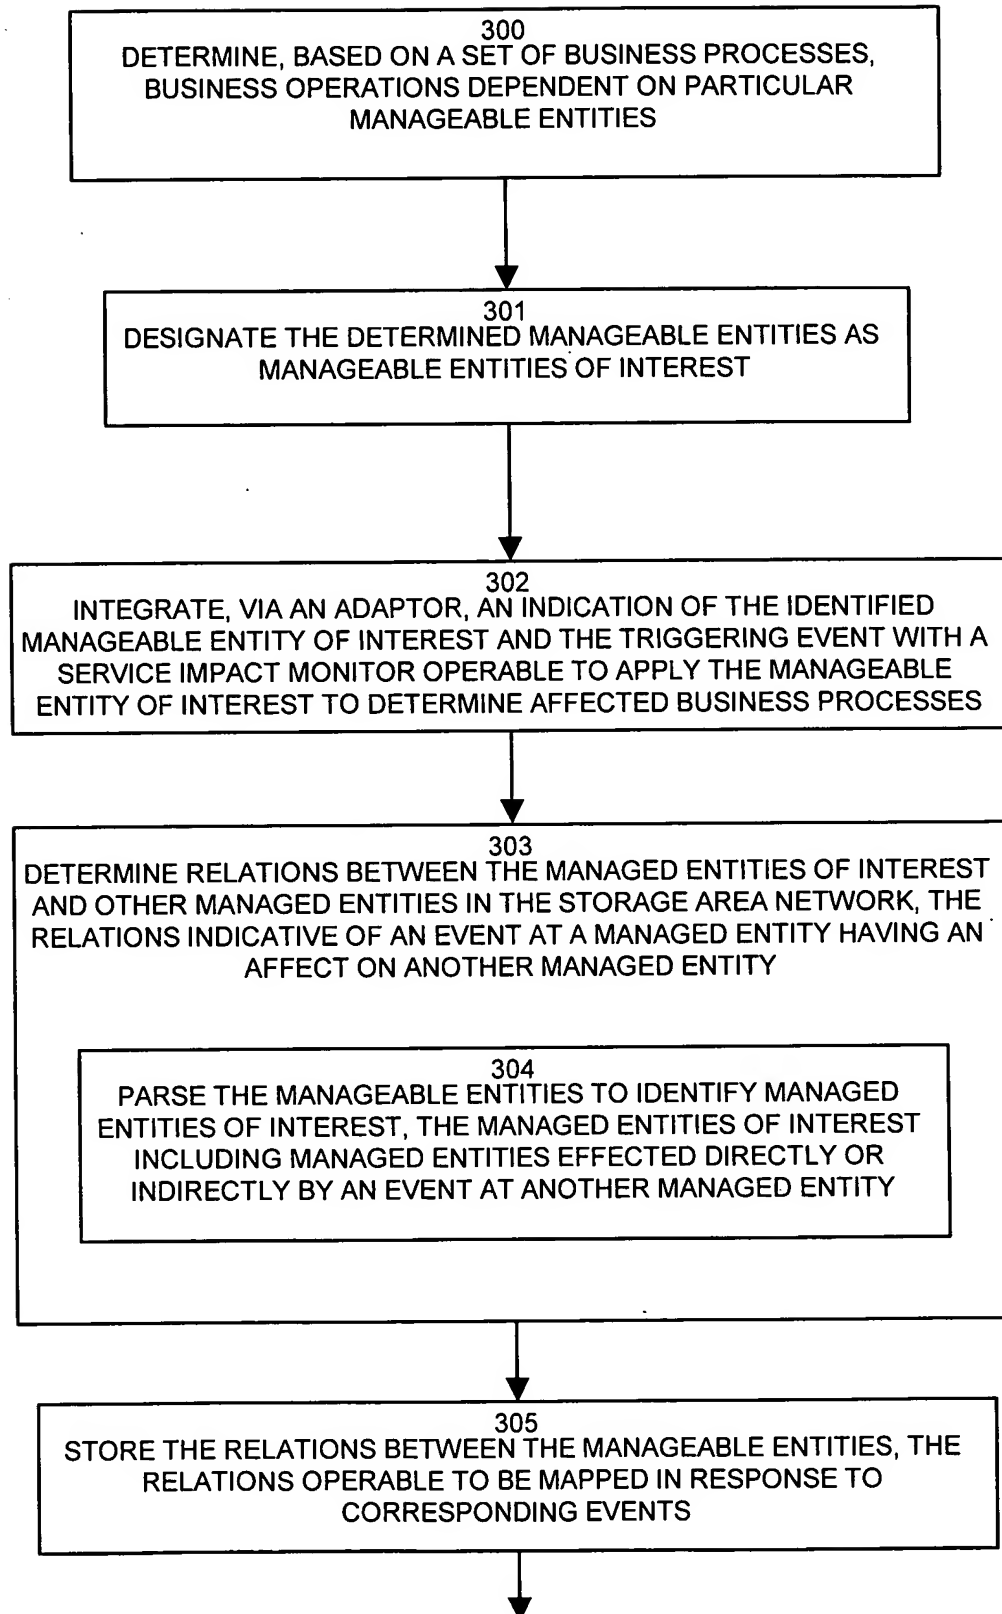 300
DETERMINE, BASED ON A SET OF BUSINESS PROCESSES,
BUSINESS OPERATIONS DEPENDENT ON PARTICULAR
MANAGEABLE ENTITIES
301
DESIGNATE THE DETERMINED MANAGEABLE ENTITIES AS
MANAGEABLE ENTITIES OF INTEREST
302
INTEGRATE, VIA AN ADAPTOR, AN INDICATION OF THE IDENTIFIED
MANAGEABLE ENTITY OF INTEREST AND THE TRIGGERING EVENT WITH A
SERVICE IMPACT MONITOR OPERABLE TO APPLY THE MANAGEABLE
ENTITY OF INTEREST TO DETERMINE AFFECTED BUSINESS PROCESSES
303
DETERMINE RELATIONS BETWEEN THE MANAGED ENTITIES OF INTEREST
AND OTHER MANAGED ENTITIES IN THE STORAGE AREA NETWORK, THE
RELATIONS INDICATIVE OF AN EVENT AT A MANAGED ENTITY HAVING AN
AFFECT ON ANOTHER MANAGED ENTITY
304
PARSE THE MANAGEABLE ENTITIES TO IDENTIFY MANAGED
ENTITIES OF INTEREST, THE MANAGED ENTITIES OF INTEREST
INCLUDING MANAGED ENTITIES EFFECTED DIRECTLY OR
INDIRECTLY BY AN EVENT AT ANOTHER MANAGED ENTITY
305
STORE THE RELATIONS BETWEEN THE MANAGEABLE ENTITIES, THE
RELATIONS OPERABLE TO BE MAPPED IN RESPONSE TO
CORRESPONDING EVENTS